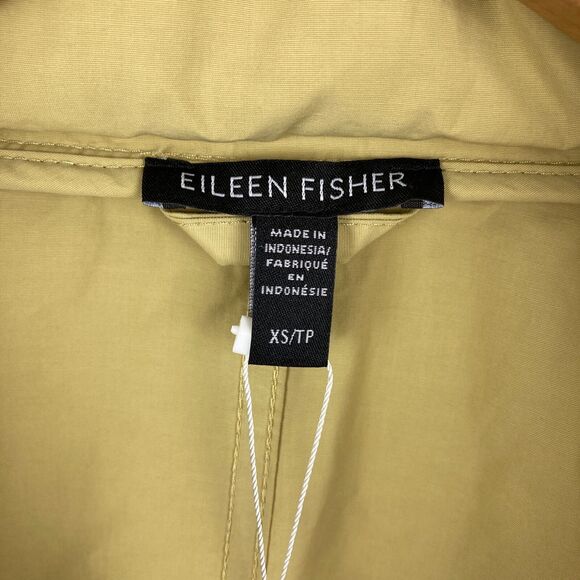 EILEEN FISHER
MADE IN
INDONESIA/
FABRIQUÉ
EN
INDONÉSIE
XS/TP